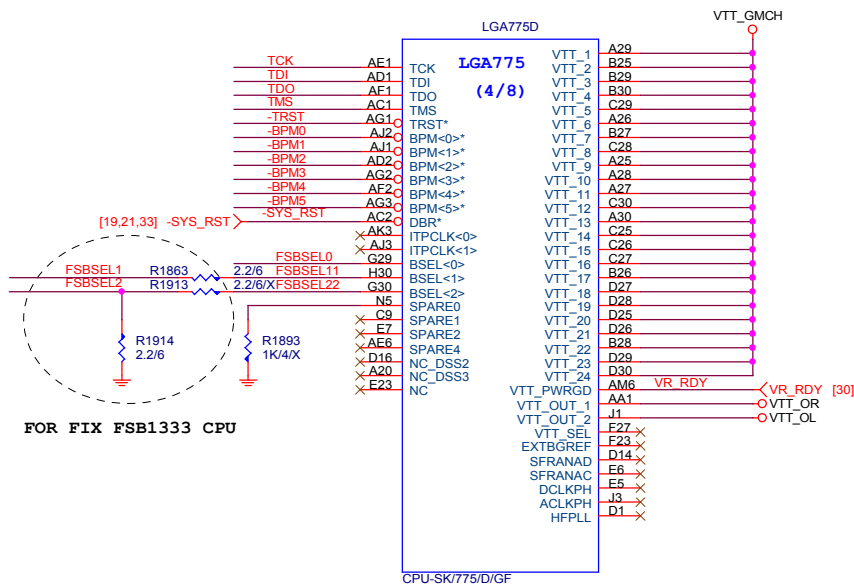 VTT_GMCH
LGA775D
LGA775
(4/8)
TCK AE1 TCK
TDI AD1 TDI
TDO AF1 TDO
TMS AC1 TMS
-TRST AG1 TRST*
-BPM0 AJ2 BPM<0>*
-BPM1 AJ1 BPM<1>*
-BPM2 AD2 BPM<2>*
-BPM3 AG2 BPM<3>*
-BPM4 AF2 BPM<4>*
-BPM5 AG3 BPM<5>*
[19,21,33] -SYS_RST -SYS_RST AC2 DBR*
AK3 ITPCLK<0>
AJ3 ITPCLK<1>
FSBSEL0 G29 BSEL<0>
FSBSEL1 R1863 2.2/6 FSBSEL11 H30 BSEL<1>
FSBSEL2 R1913 2.2/6/X FSBSEL22 G30 BSEL<2>
N5 SPARE0
C9 SPARE1
E7 SPARE2
AE6 SPARE4
D16 NC_DSS2
A20 NC_DSS3
E23 NC
R1914
2.2/6
R1893
1K/4/X
FOR FIX FSB1333 CPU
VTT_1 A29
VTT_2 B25
VTT_3 B29
VTT_4 B30
VTT_5 C29
VTT_6 A26
VTT_7 B27
VTT_8 C28
VTT_9 A25
VTT_10 A28
VTT_11 A27
VTT_12 C30
VTT_13 A30
VTT_14 C25
VTT_15 C26
VTT_16 C27
VTT_17 B26
VTT_18 D27
VTT_19 D28
VTT_20 D25
VTT_21 D26
VTT_22 B28
VTT_23 D29
VTT_24 D30
VTT_PWRGD AM6 VR_RDY VR_RDY [30]
VTT_OUT_1 AA1 VTT_OR
VTT_OUT_2 J1 VTT_OL
VTT_SEL F27
EXTBGREF F23
SFRANAD D14
SFRANAC E6
DCLKPH E5
ACLKPH J3
HFPLL D1
CPU-SK/775/D/GF